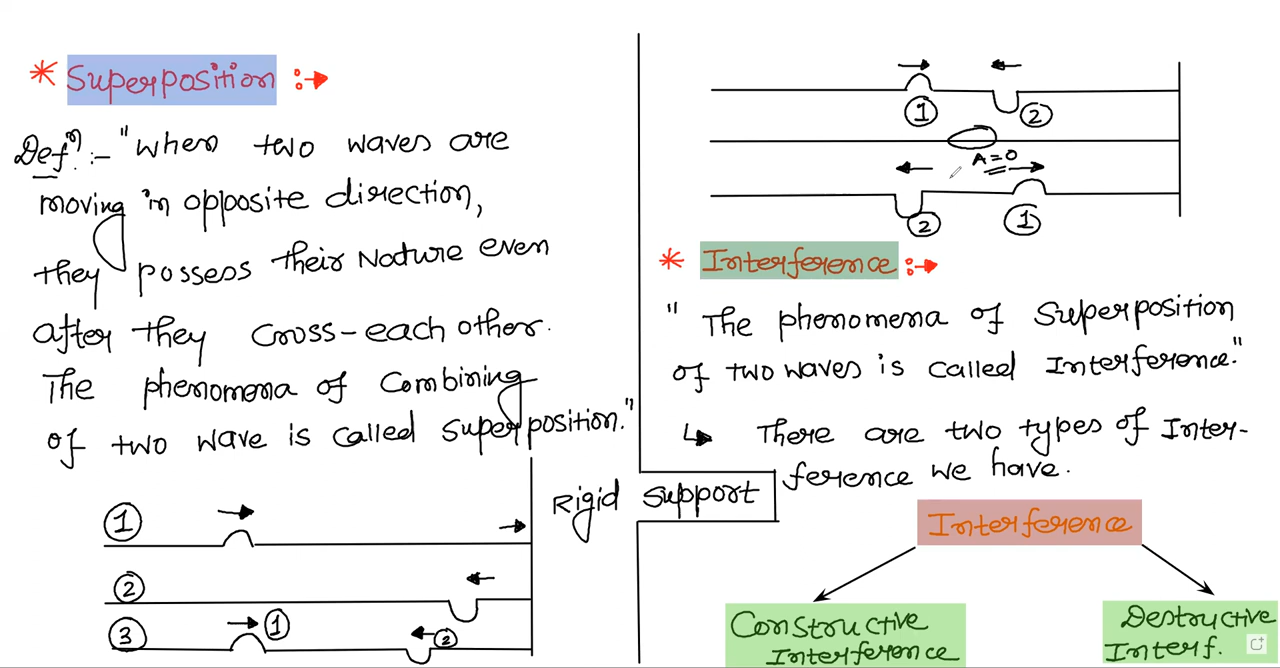 * Superposition :→
Defⁿ :- "When two waves are
moving in opposite direction,
they possess their Nature even
after they cross-each other.
The phenomena of Combining
of two wave is called Superposition."
①
②
③ ① ②
Rigid Support
① ②
A=0
② ①
* Interference :→
" The phenomena of Superposition
of two waves is called Interference."
↳ There are two types of Inter-
ference we have.
Interference
Constructive
Interference
Destructive
Interf.